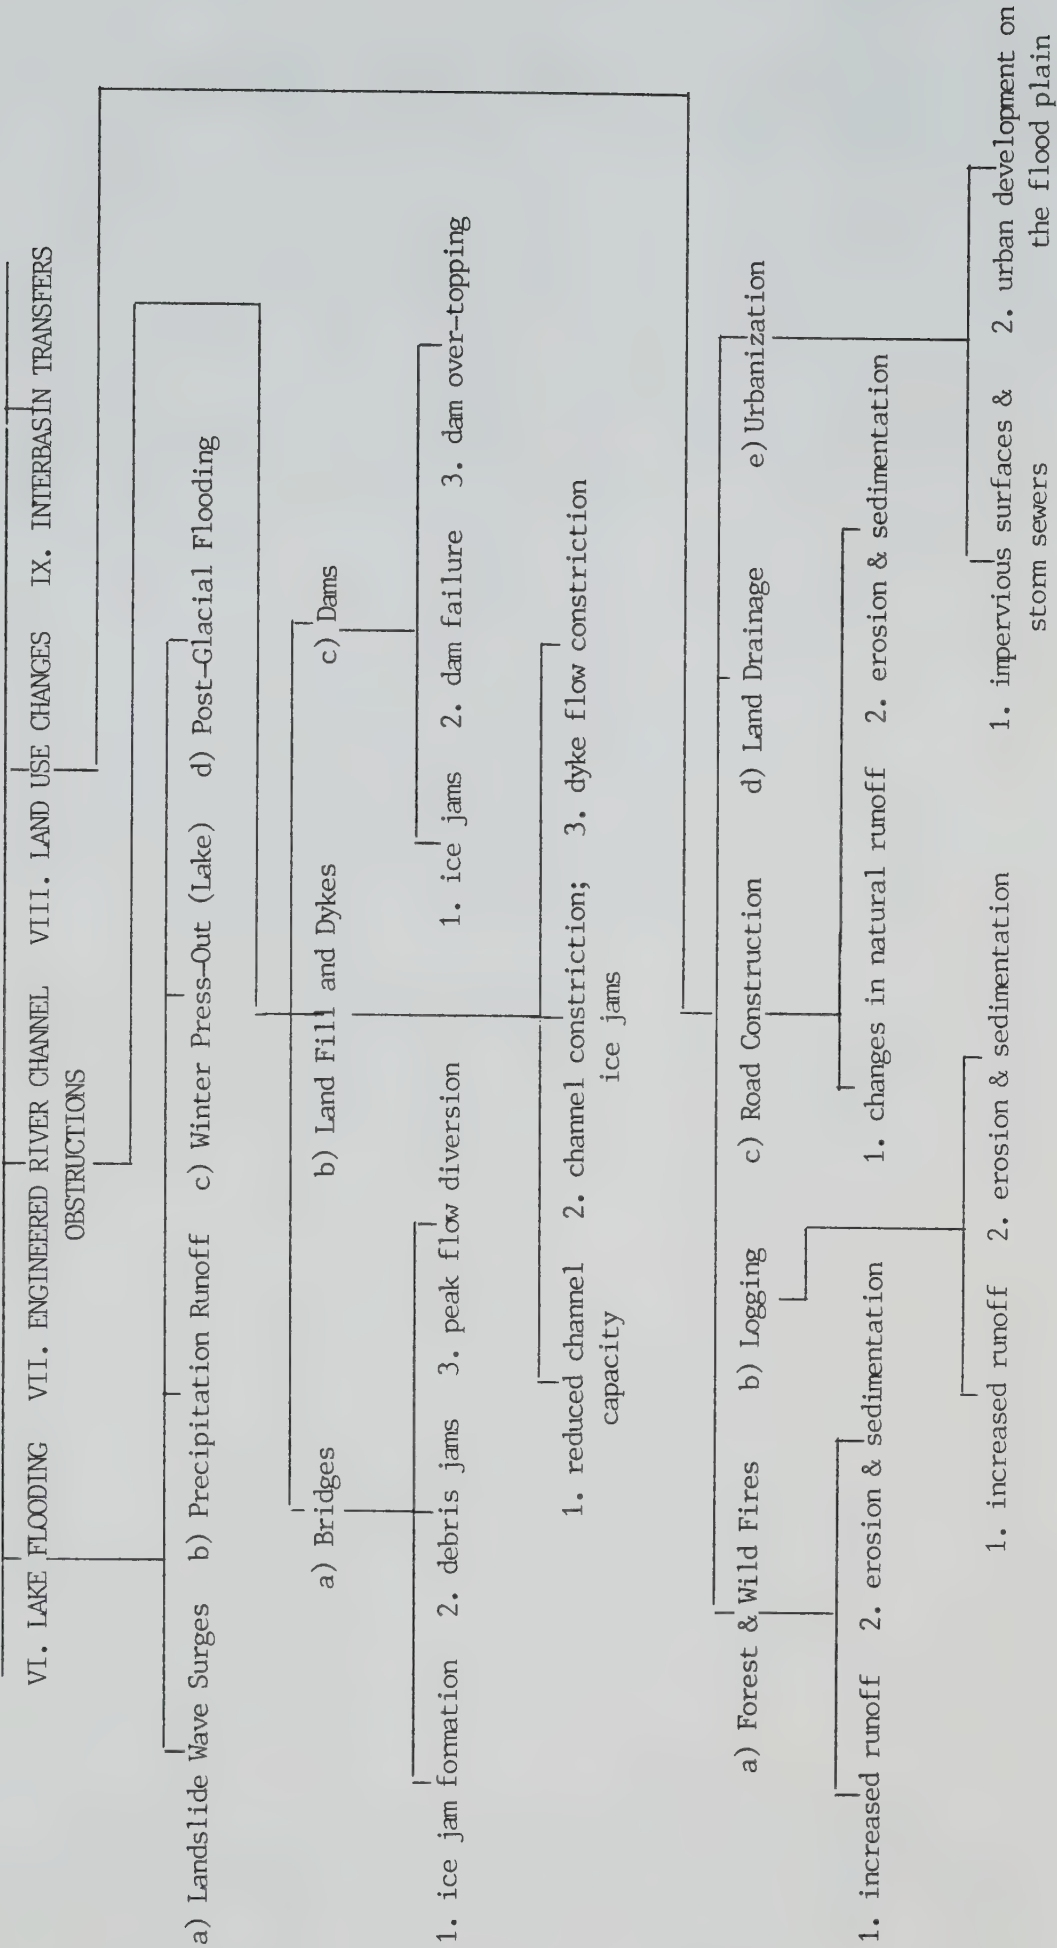 VI. LAKE FLOODING VII. ENGINEERED RIVER CHANNEL VIII. LAND USE CHANGES IX. INTERBASIN TRANSFERS
OBSTRUCTIONS
a) Landslide Wave Surges b) Precipitation Runoff c) Winter Press-Out (Lake) d) Post-Glacial Flooding
a) Bridges b) Land Fill and Dykes c) Dams
1. ice jam formation 2. debris jams 3. peak flow diversion 1. ice jams 2. dam failure 3. dam over-topping
1. reduced channel 2. channel constriction; 3. dyke flow constriction
capacity ice jams
a) Forest & Wild Fires b) Logging c) Road Construction d) Land Drainage e) Urbanization
1. increased runoff 2. erosion & sedimentation 1. changes in natural runoff 2. erosion & sedimentation
1. increased runoff 2. erosion & sedimentation 1. impervious surfaces & 2. urban development on
storm sewers the flood plain